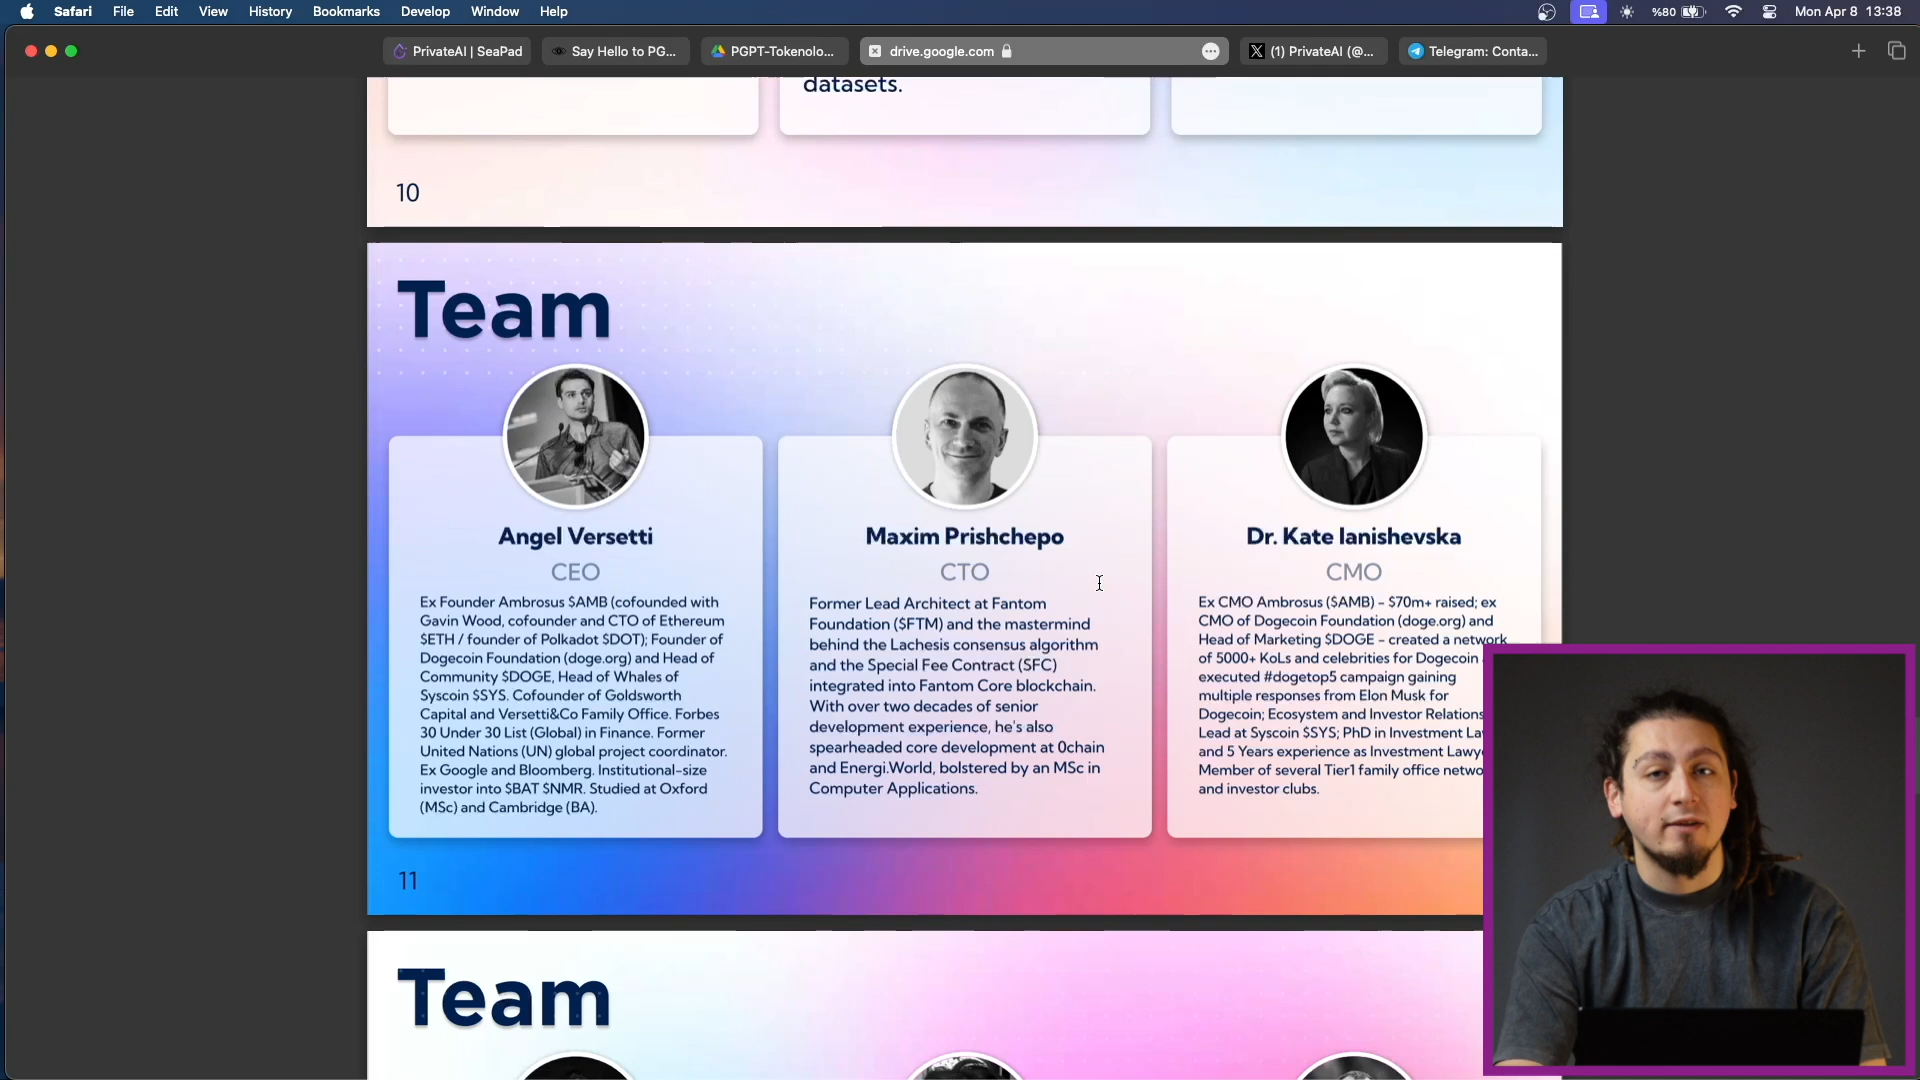 Safari File Edit View History Bookmarks Develop Window Help %80 Mon Apr 8 13:38
PrivateAI | SeaPad Say Hello to PG... PGPT-Tokenolo... drive.google.com (1) PrivateAI (@... Telegram: Conta...
datasets.
10
Team
Angel Versetti
CEO
Ex Founder Ambrosus $AMB (cofounded with
Gavin Wood, cofounder and CTO of Ethereum
$ETH / founder of Polkadot $DOT); Founder of
Dogecoin Foundation (doge.org) and Head of
Community $DOGE, Head of Whales of
Syscoin $SYS. Cofounder of Goldsworth
Capital and Versetti&Co Family Office. Forbes
30 Under 30 List (Global) in Finance. Former
United Nations (UN) global project coordinator.
Ex Google and Bloomberg. Institutional-size
investor into $BAT $NMR. Studied at Oxford
(MSc) and Cambridge (BA).
Maxim Prishchepo
CTO
Former Lead Architect at Fantom
Foundation ($FTM) and the mastermind
behind the Lachesis consensus algorithm
and the Special Fee Contract (SFC)
integrated into Fantom Core blockchain.
With over two decades of senior
development experience, he's also
spearheaded core development at 0chain
and Energi.World, bolstered by an MSc in
Computer Applications.
Dr. Kate Ianishevska
CMO
Ex CMO Ambrosus ($AMB) - $70m+ raised; ex
CMO of Dogecoin Foundation (doge.org) and
Head of Marketing $DOGE - created a network
of 5000+ KoLs and celebrities for Dogecoin
executed #dogetop5 campaign gaining
multiple responses from Elon Musk for
Dogecoin; Ecosystem and Investor Relations
Lead at Syscoin $SYS; PhD in Investment La
and 5 Years experience as Investment Lawy
Member of several Tier1 family office netwo
and investor clubs.
11
Team